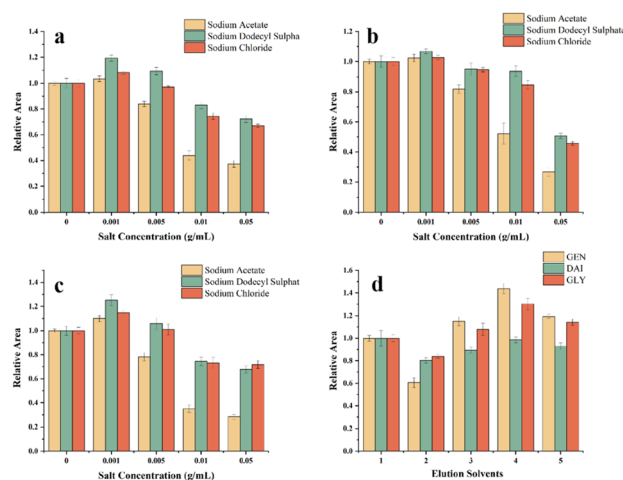 a
Sodium Acetate
Sodium Dodecyl Sulpha
Sodium Chloride
1.4
1.2
1.0
0.8
0.6
0.4
0.2
0.0
Relative Area
0 0.001 0.005 0.01 0.05
Salt Concentration (g/mL)
b
Sodium Acetate
Sodium Dodecyl Sulphat
Sodium Chloride
1.2
1.0
0.8
0.6
0.4
0.2
0.0
Relative Area
0 0.001 0.005 0.01 0.05
Salt Concentration (g/mL)
c
Sodium Acetate
Sodium Dodecyl Sulphat
Sodium Chloride
1.4
1.2
1.0
0.8
0.6
0.4
0.2
0.0
Relative Area
0 0.001 0.005 0.01 0.05
Salt Concentration (g/mL)
d
GEN
DAI
GLY
1.6
1.4
1.2
1.0
0.8
0.6
0.4
0.2
0.0
Relative Area
1 2 3 4 5
Elution Solvents